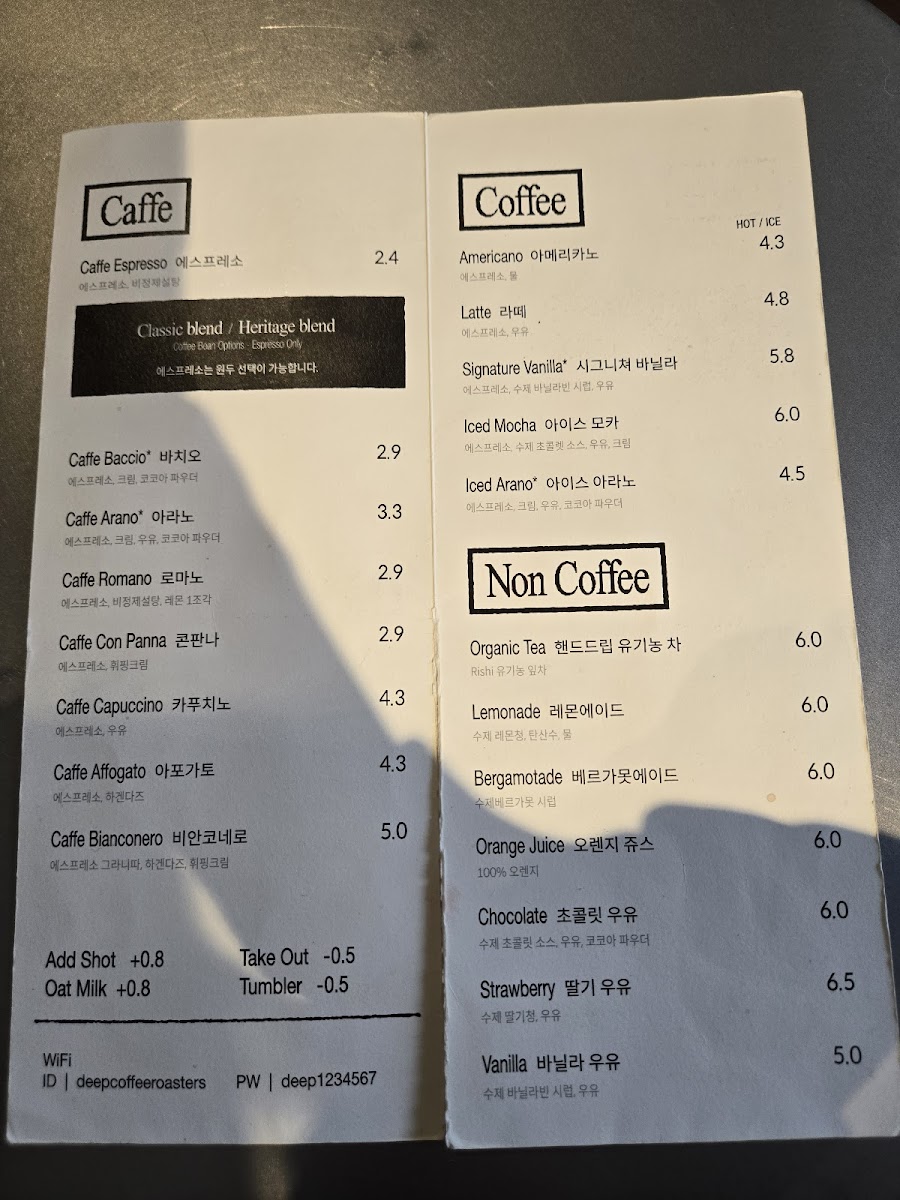 Caffe
Caffe Espresso 에스프레소 2.4
에스프레소, 비정제설탕
Classic blend / Heritage blend
Coffee Boan Options - Espresso Only
에스프레소는 원두 선택이 가능합니다.
Caffe Baccio* 바치오 2.9
에스프레소, 크림, 코코아 파우더
Caffe Arano* 아라노 3.3
에스프레소, 크림, 우유, 코코아 파우더
Caffe Romano 로마노 2.9
에스프레소, 비정제설탕, 레몬 1조각
Caffe Con Panna 콘판나 2.9
에스프레소, 휘핑크림
Caffe Capuccino 카푸치노 4.3
에스프레소, 우유
Caffe Affogato 아포가토 4.3
에스프레소, 하겐다즈
Caffe Bianconero 비안코네로 5.0
에스프레소 그라니따, 하겐다즈, 휘핑크림
Add Shot +0.8 Take Out -0.5
Oat Milk +0.8 Tumbler -0.5
WiFi
ID | deepcoffeeroasters PW | deep1234567
Coffee
HOT / ICE
Americano 아메리카노 4.3
에스프레소, 물
Latte 라떼 4.8
에스프레소, 우유
Signature Vanilla* 시그니쳐 바닐라 5.8
에스프레소, 수제 바닐라빈 시럽, 우유
Iced Mocha 아이스 모카 6.0
에스프레소, 수제 초콜렛 소스, 우유, 크림
Iced Arano* 아이스 아라노 4.5
에스프레소, 크림, 우유, 코코아 파우더
Non Coffee
Organic Tea 핸드드립 유기농 차 6.0
Rishi 유기농 잎차
Lemonade 레몬에이드 6.0
수제 레몬청, 탄산수, 물
Bergamotade 베르가못에이드 6.0
수제베르가못 시럽
Orange Juice 오렌지 쥬스 6.0
100% 오렌지
Chocolate 초콜릿 우유 6.0
수제 초콜릿 소스, 우유, 코코아 파우더
Strawberry 딸기 우유 6.5
수제 딸기청, 우유
Vanilla 바닐라 우유 5.0
수제 바닐라빈 시럽, 우유